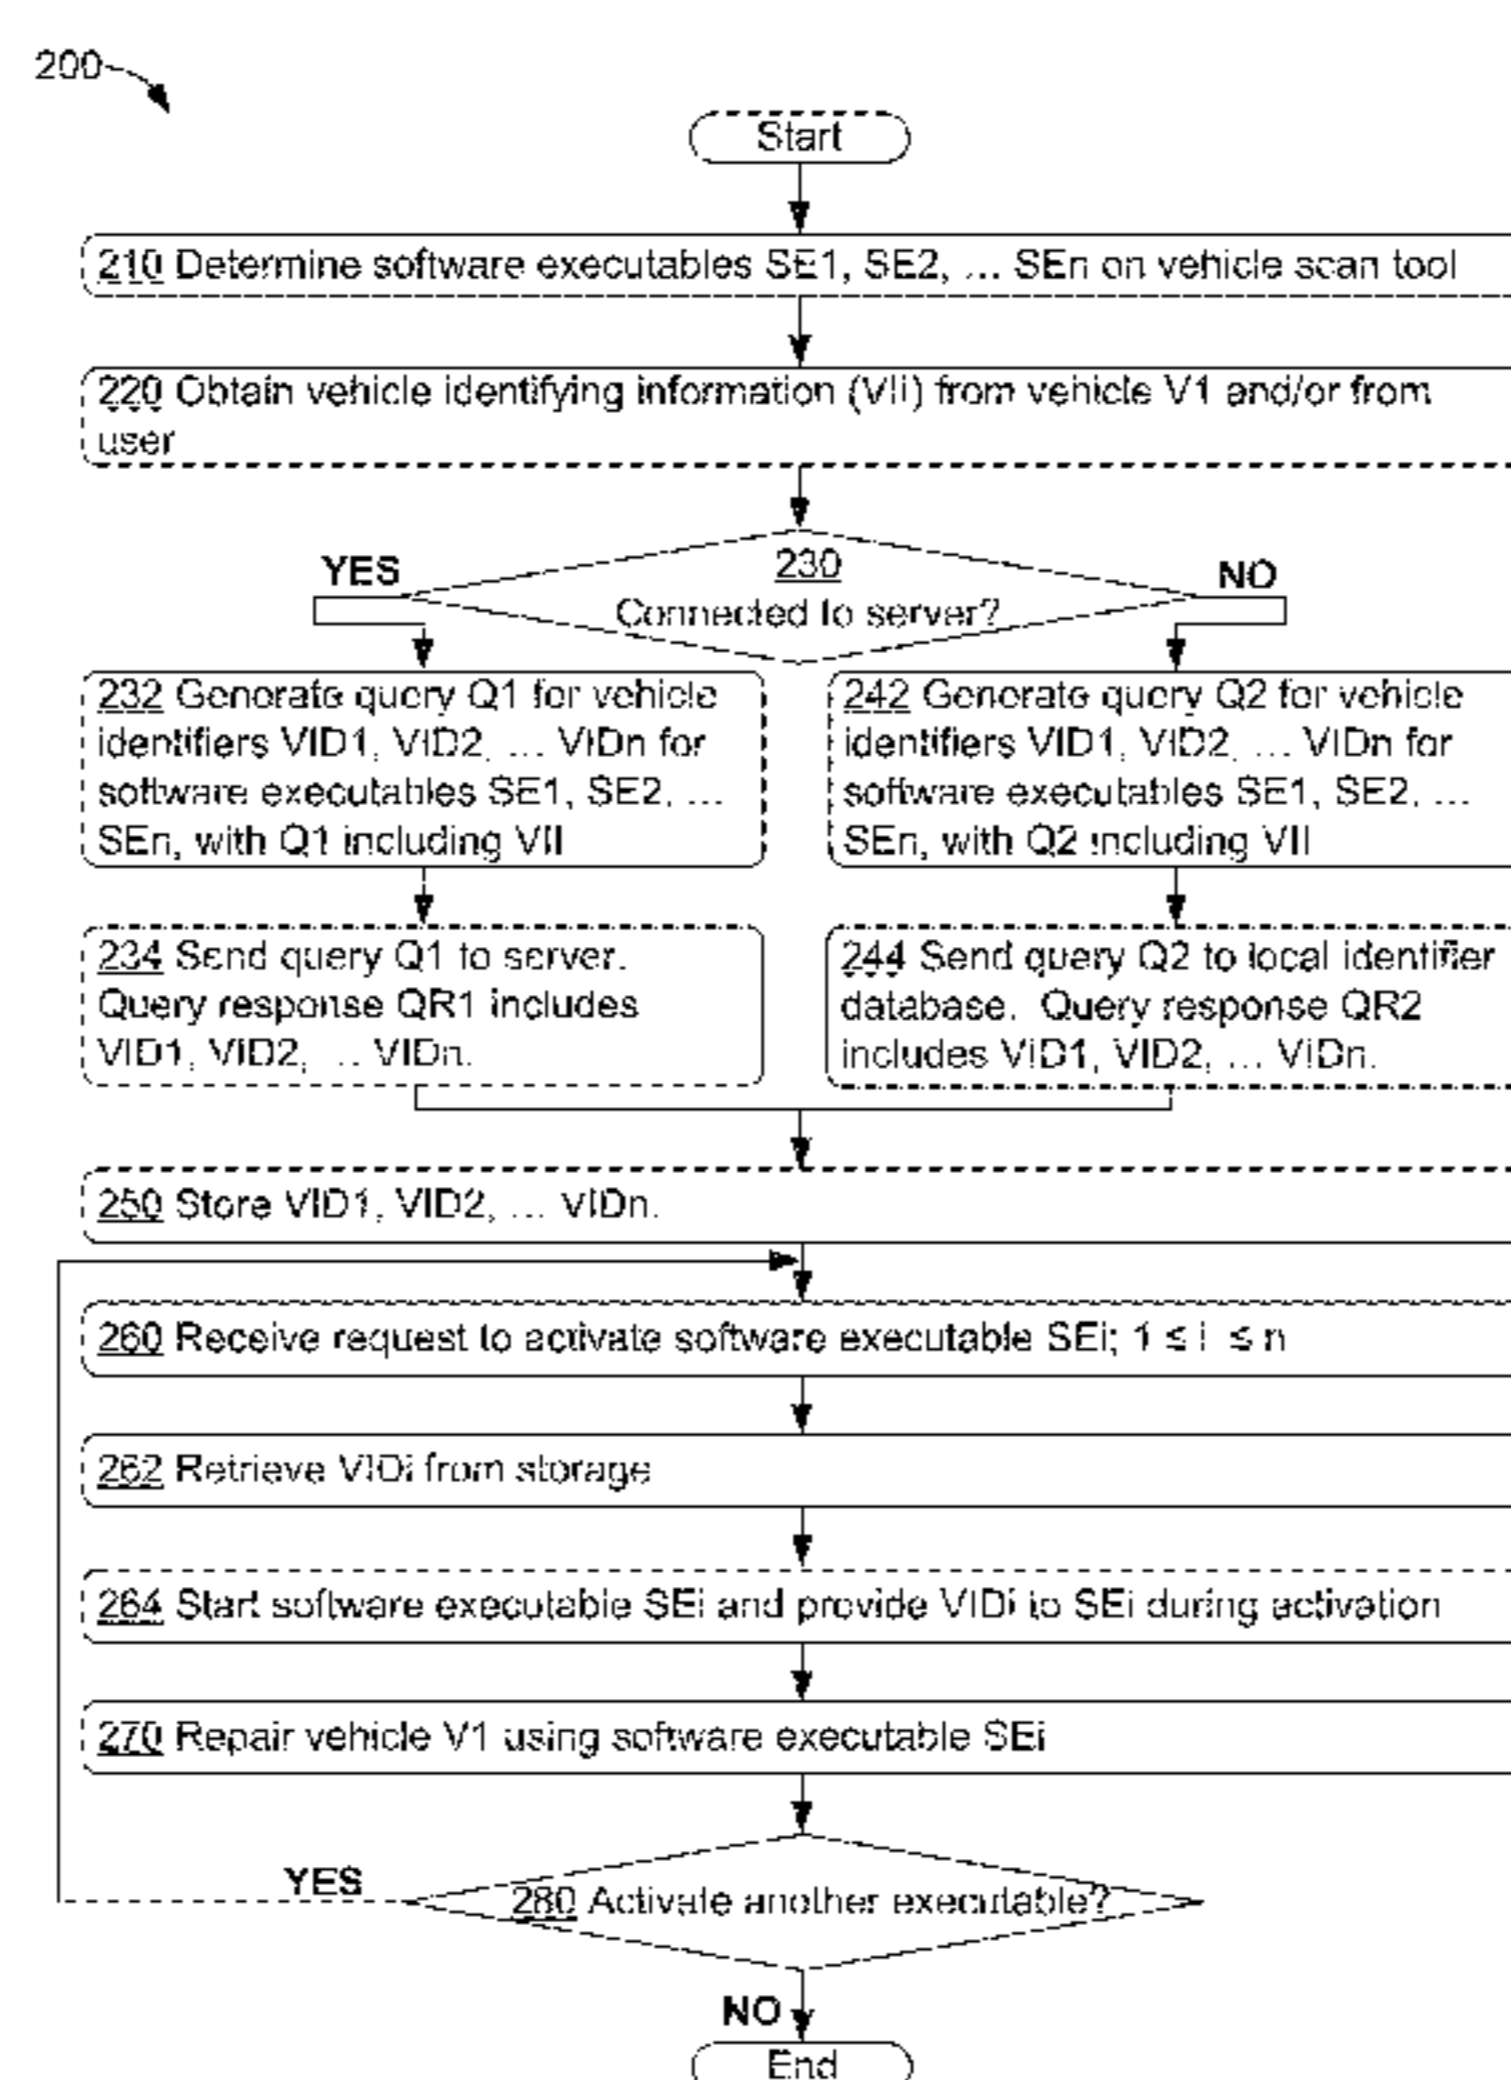 200
Start
210 Determine software executables SE1, SE2, ... SEn on vehicle scan tool
220 Obtain vehicle identifying information (VII) from vehicle V1 and/or from
user
YES
230
NO
Connected to server?
232 Generate query Q1 for vehicle
identifiers VID1, VID2, ... VIDn for
software executables SE1, SE2, ...
SEn, with Q1 including VII
242 Generate query Q2 for vehicle
identifiers VID1, VID2, ... VIDn for
software executables SE1, SE2, ...
SEn, with Q2 including VII
234 Send query Q1 to server.
Query response QR1 includes
VID1, VID2, ... VIDn.
244 Send query Q2 to local identifier
database. Query response QR2
includes VID1, VID2, ... VIDn.
250 Store VID1, VID2, ... VIDn.
260 Receive request to activate software executable SEi; 1 ≤ i ≤ n
262 Retrieve VIDi from storage
264 Start software executable SEi and provide VIDi to SEi during activation
270 Repair vehicle V1 using software executable SEi
YES
280 Activate another executable?
NO
End